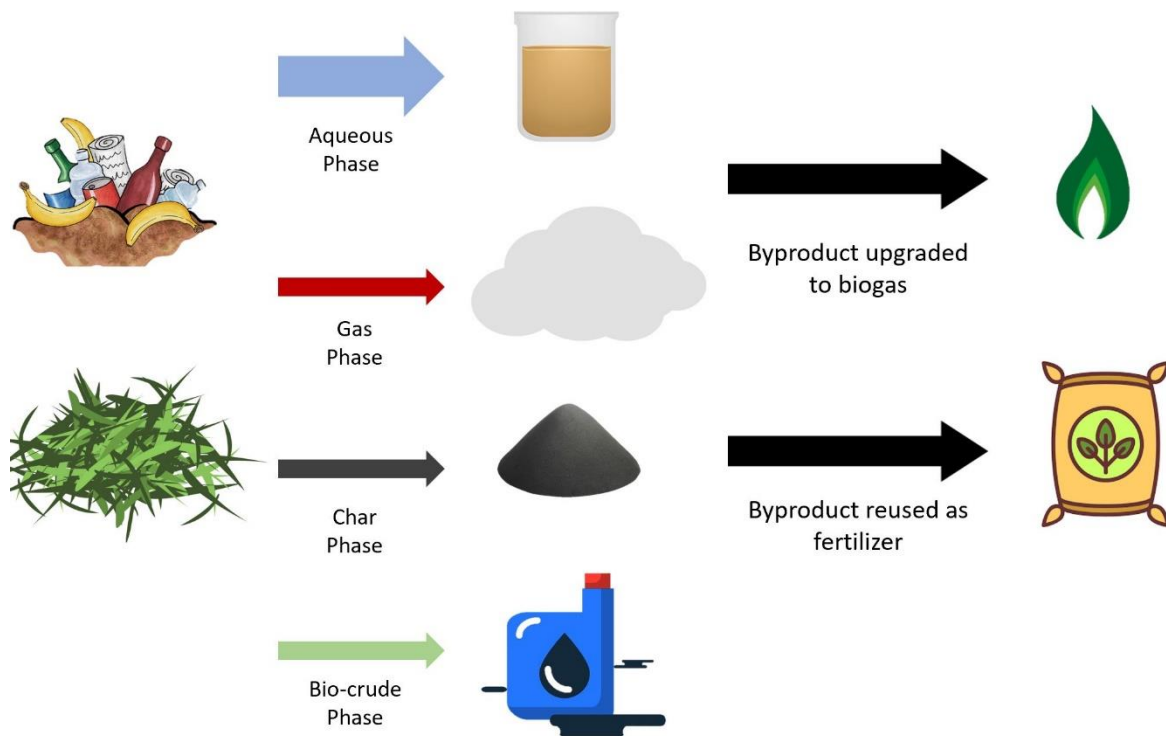 Aqueous
Phase
Byproduct upgraded
to biogas
Gas
Phase
Char
Phase
Byproduct reused as
fertilizer
Bio-crude
Phase